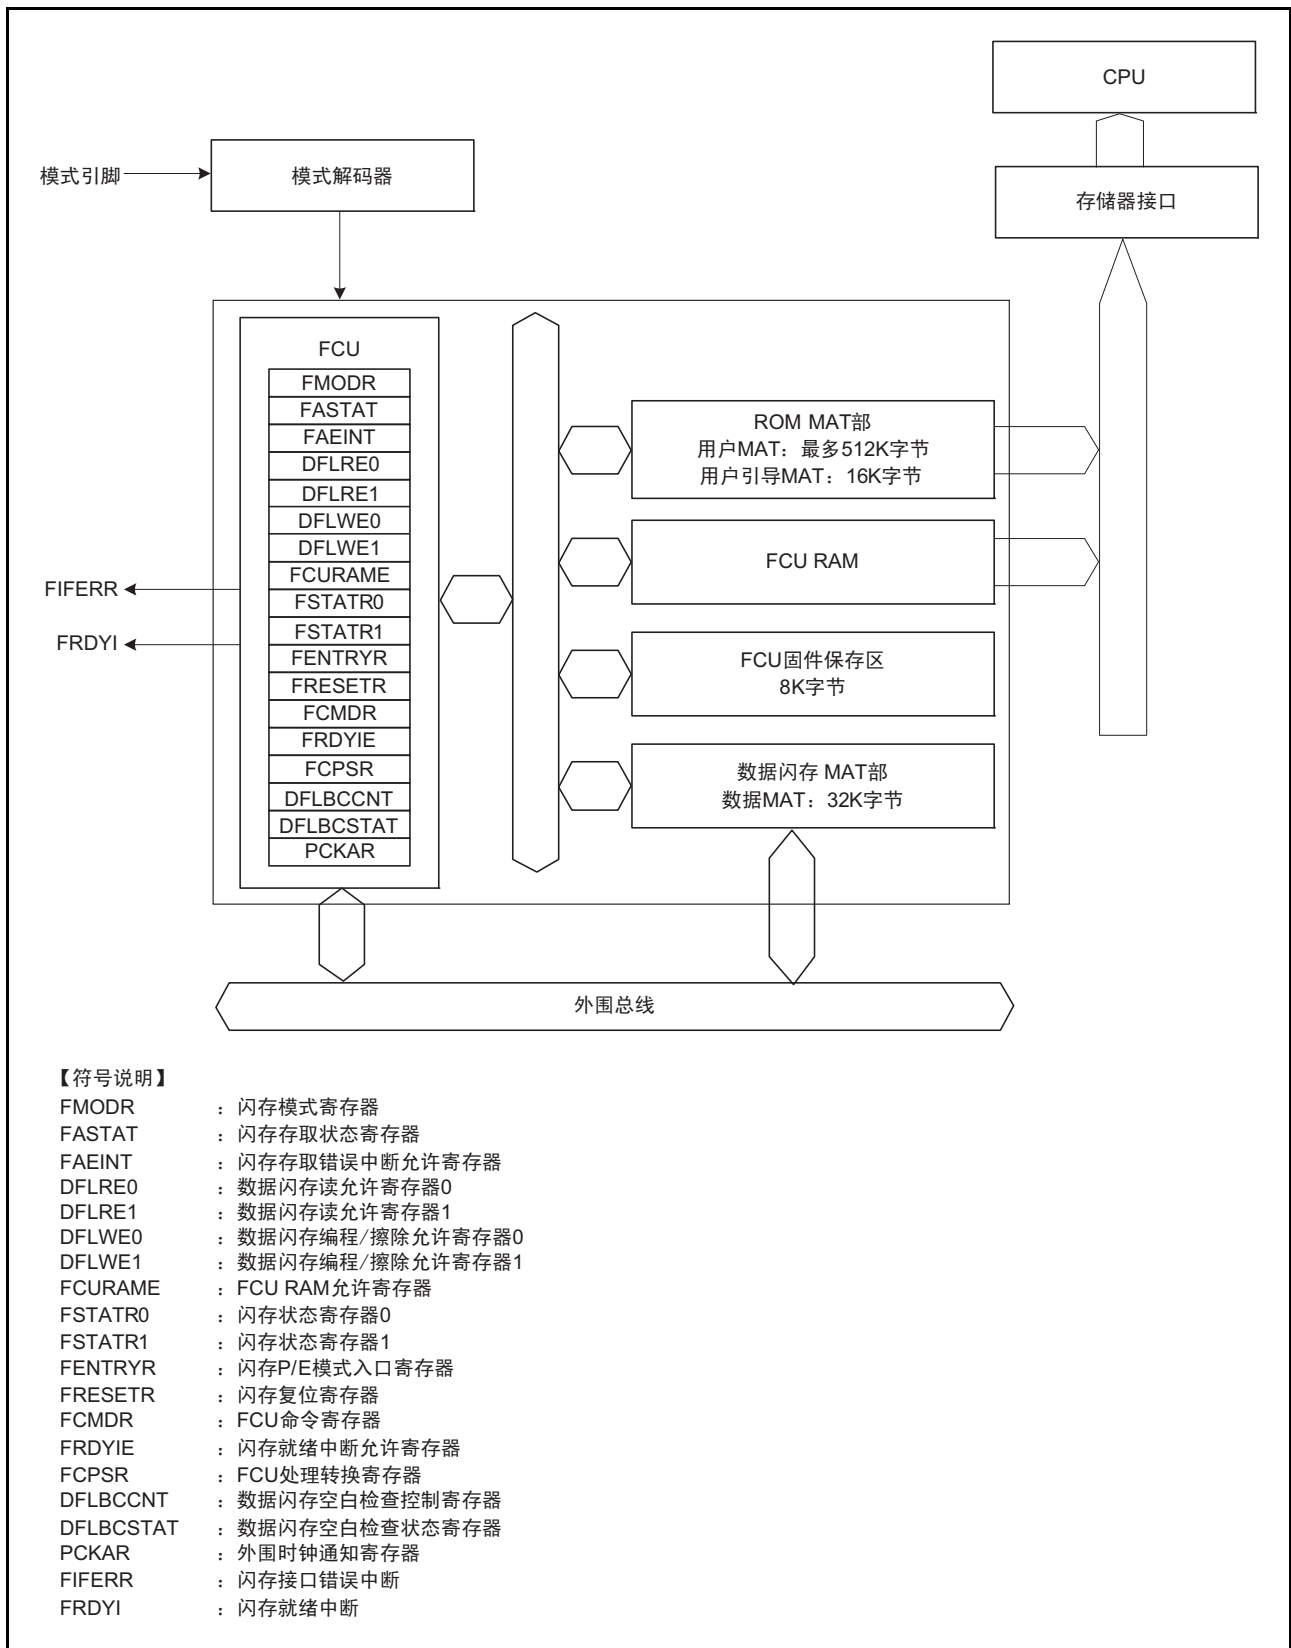 CPU
模式引脚
模式解码器
存储器接口
FCU
FMODR
FASTAT
FAEINT
DFLRE0
DFLRE1
DFLWE0
DFLWE1
FCURAME
FSTATR0
FSTATR1
FENTRYR
FRESETR
FCMDR
FRDYIE
FCPSR
DFLBCCNT
DFLBCSTAT
PCKAR
FIFERR
FRDYI
ROM MAT部
用户MAT：最多512K字节
用户引导MAT：16K字节
FCU RAM
FCU固件保存区
8K字节
数据闪存 MAT部
数据MAT：32K字节
外围总线
【符号说明】
FMODR ：闪存模式寄存器
FASTAT ：闪存存取状态寄存器
FAEINT ：闪存存取错误中断允许寄存器
DFLRE0 ：数据闪存读允许寄存器0
DFLRE1 ：数据闪存读允许寄存器1
DFLWE0 ：数据闪存编程/擦除允许寄存器0
DFLWE1 ：数据闪存编程/擦除允许寄存器1
FCURAME ：FCU RAM允许寄存器
FSTATR0 ：闪存状态寄存器0
FSTATR1 ：闪存状态寄存器1
FENTRYR ：闪存P/E模式入口寄存器
FRESETR ：闪存复位寄存器
FCMDR ：FCU命令寄存器
FRDYIE ：闪存就绪中断允许寄存器
FCPSR ：FCU处理转换寄存器
DFLBCCNT ：数据闪存空白检查控制寄存器
DFLBCSTAT ：数据闪存空白检查状态寄存器
PCKAR ：外围时钟通知寄存器
FIFERR ：闪存接口错误中断
FRDYI ：闪存就绪中断